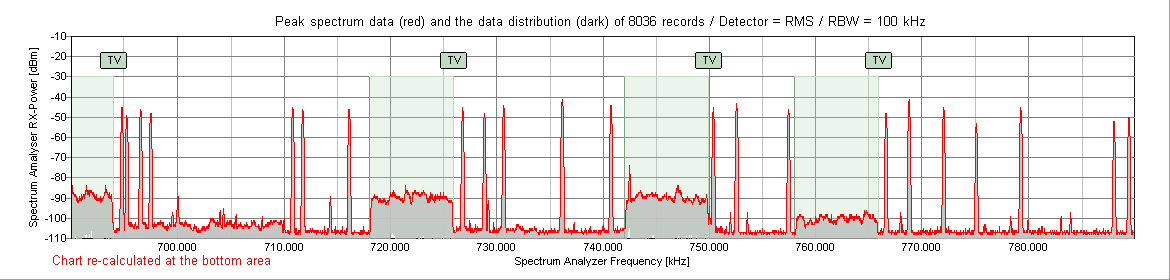 Peak spectrum data (red) and the data distribution (dark) of 8036 records / Detector = RMS / RBW = 100 kHz
Spectrum Analyser RX-Power [dBm]
-10
-20
-30
-40
-50
-60
-70
-80
-90
-100
-110
TV
TV
TV
TV
700.000
710.000
720.000
730.000
740.000
750.000
760.000
770.000
780.000
Chart re-calculated at the bottom area
Spectrum Analyzer Frequency [kHz]